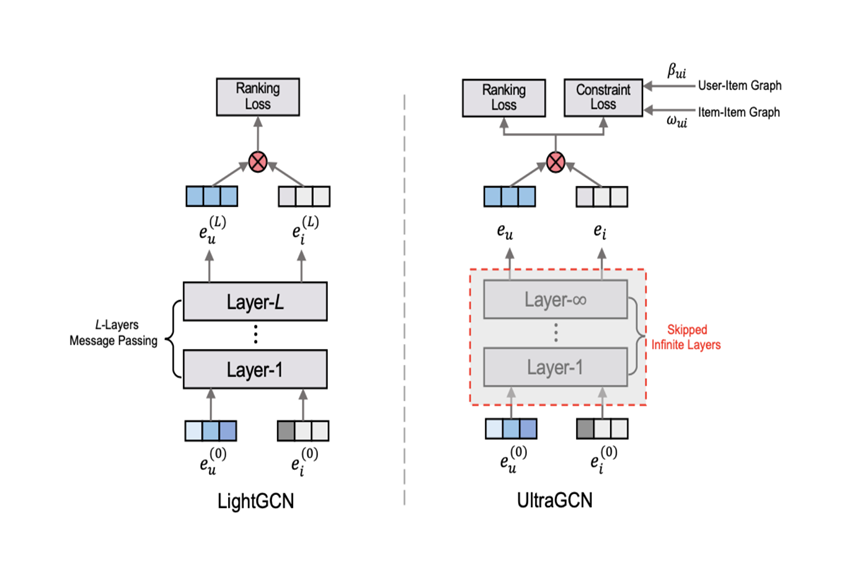 Ranking
Loss
e_u^{(L)}
e_i^{(L)}
Layer-L
⋮
L-Layers
Message Passing
Layer-1
e_u^{(0)}
e_i^{(0)}
LightGCN
Ranking
Loss
Constraint
Loss
β_{ui}
User-Item Graph
ω_{ui}
Item-Item Graph
e_u
e_i
Layer-∞
⋮
Skipped
Infinite Layers
Layer-1
e_u^{(0)}
e_i^{(0)}
UltraGCN